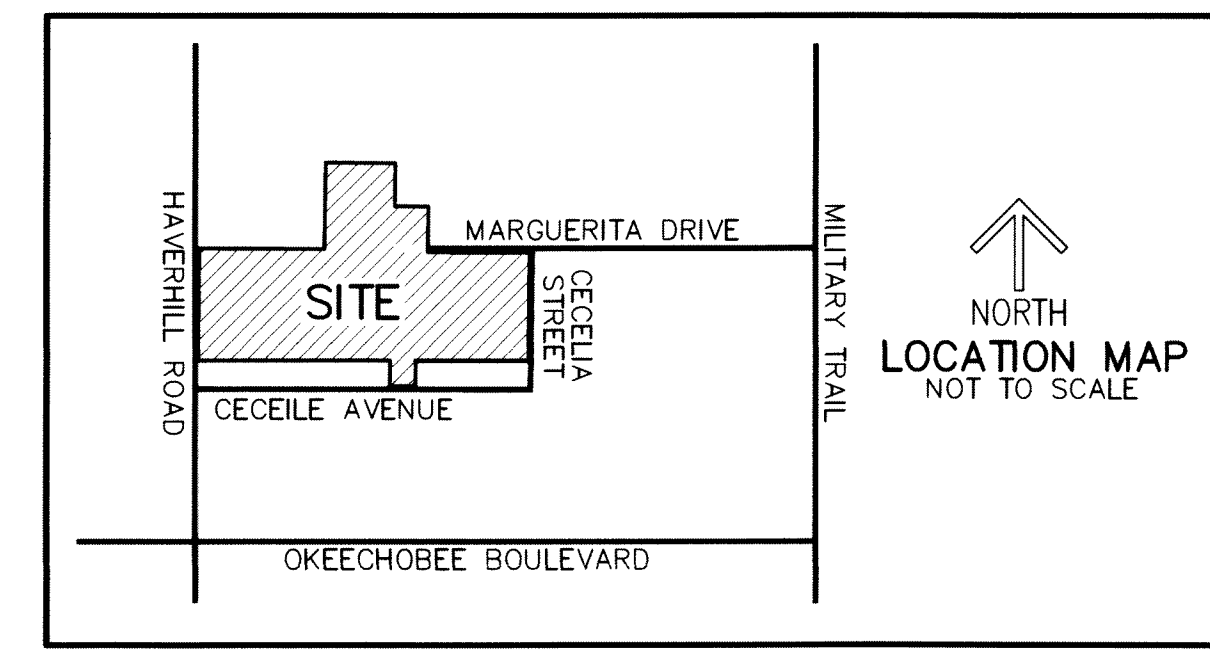 HAVERHILL ROAD
MARGUERITA DRIVE
SITE
CECELIA
STREET
CECEILE AVENUE
OKEECHOBEE BOULEVARD
MILITARY TRAIL
NORTH
LOCATION MAP
NOT TO SCALE